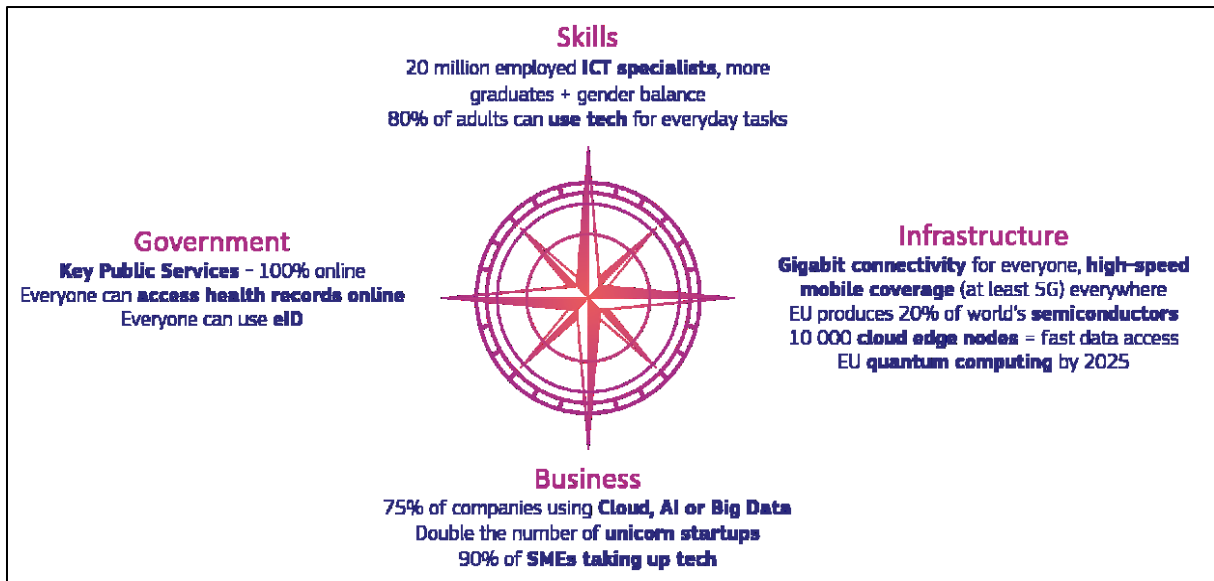 Skills
20 million employed ICT specialists, more
graduates + gender balance
80% of adults can use tech for everyday tasks
Government
Key Public Services - 100% online
Everyone can access health records online
Everyone can use eID
Infrastructure
Gigabit connectivity for everyone, high-speed
mobile coverage (at least 5G) everywhere
EU produces 20% of world's semiconductors
10 000 cloud edge nodes = fast data access
EU quantum computing by 2025
Business
75% of companies using Cloud, AI or Big Data
Double the number of unicorn startups
90% of SMEs taking up tech